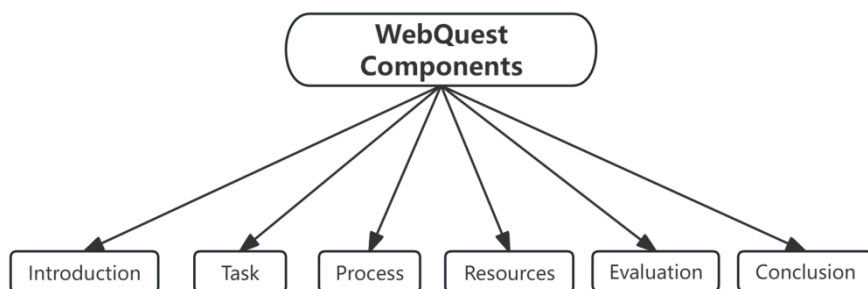 WebQuest
Components
Introduction
Task
Process
Resources
Evaluation
Conclusion